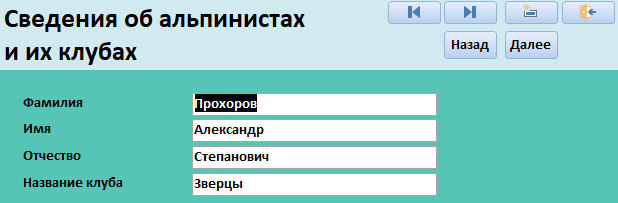 Сведения об альпинистах
и их клубах
Назад Далее
Фамилия Прохоров
Имя Александр
Отчество Степанович
Название клуба Зверцы